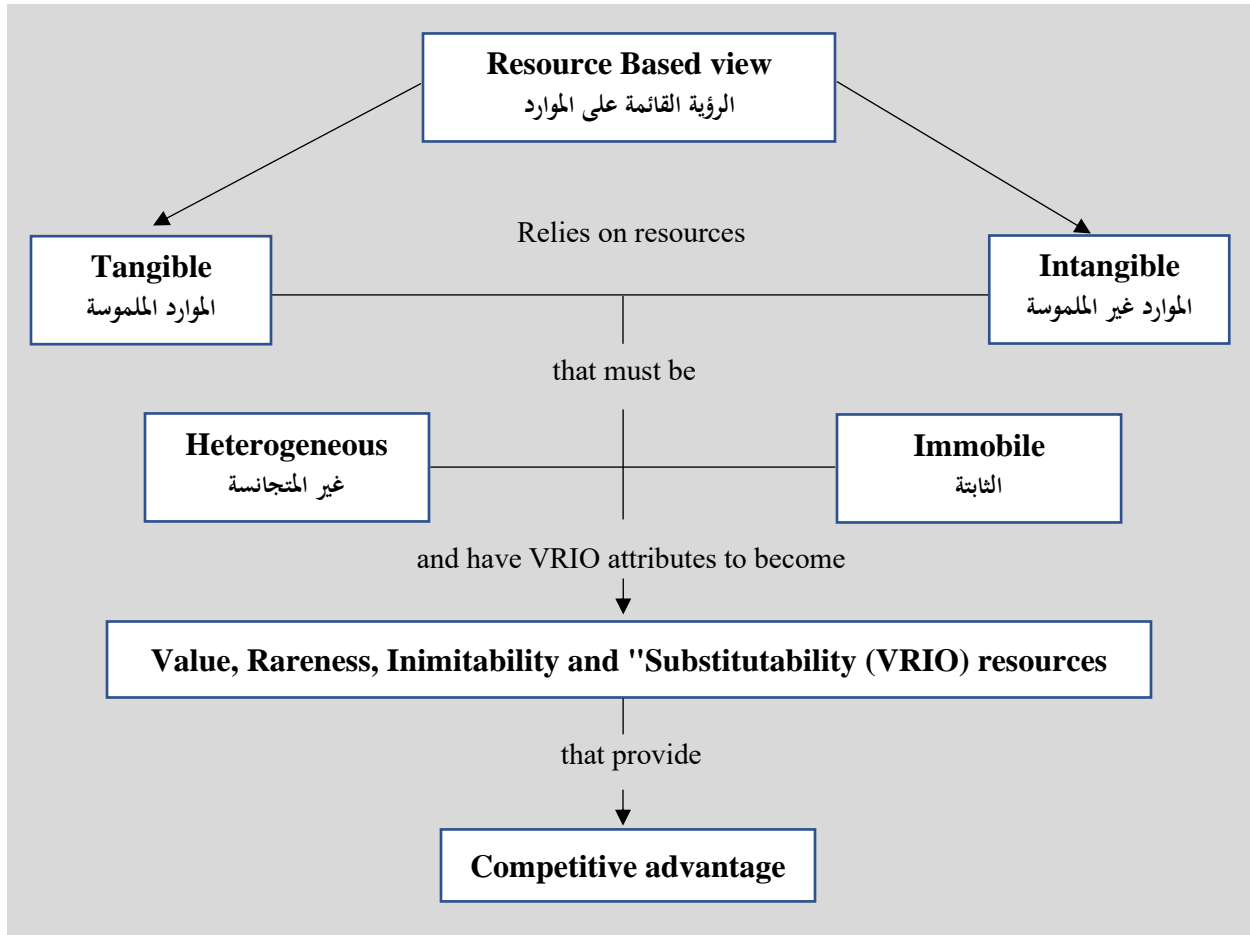 Resource Based view
الرؤية القائمة على الموارد
Relies on resources
Tangible
الموارد الملموسة
Intangible
الموارد غير الملموسة
that must be
Heterogeneous
غير المتجانسة
Immobile
الثابتة
and have VRIO attributes to become
Value, Rareness, Inimitability and "Substitutability (VRIO) resources
that provide
Competitive advantage